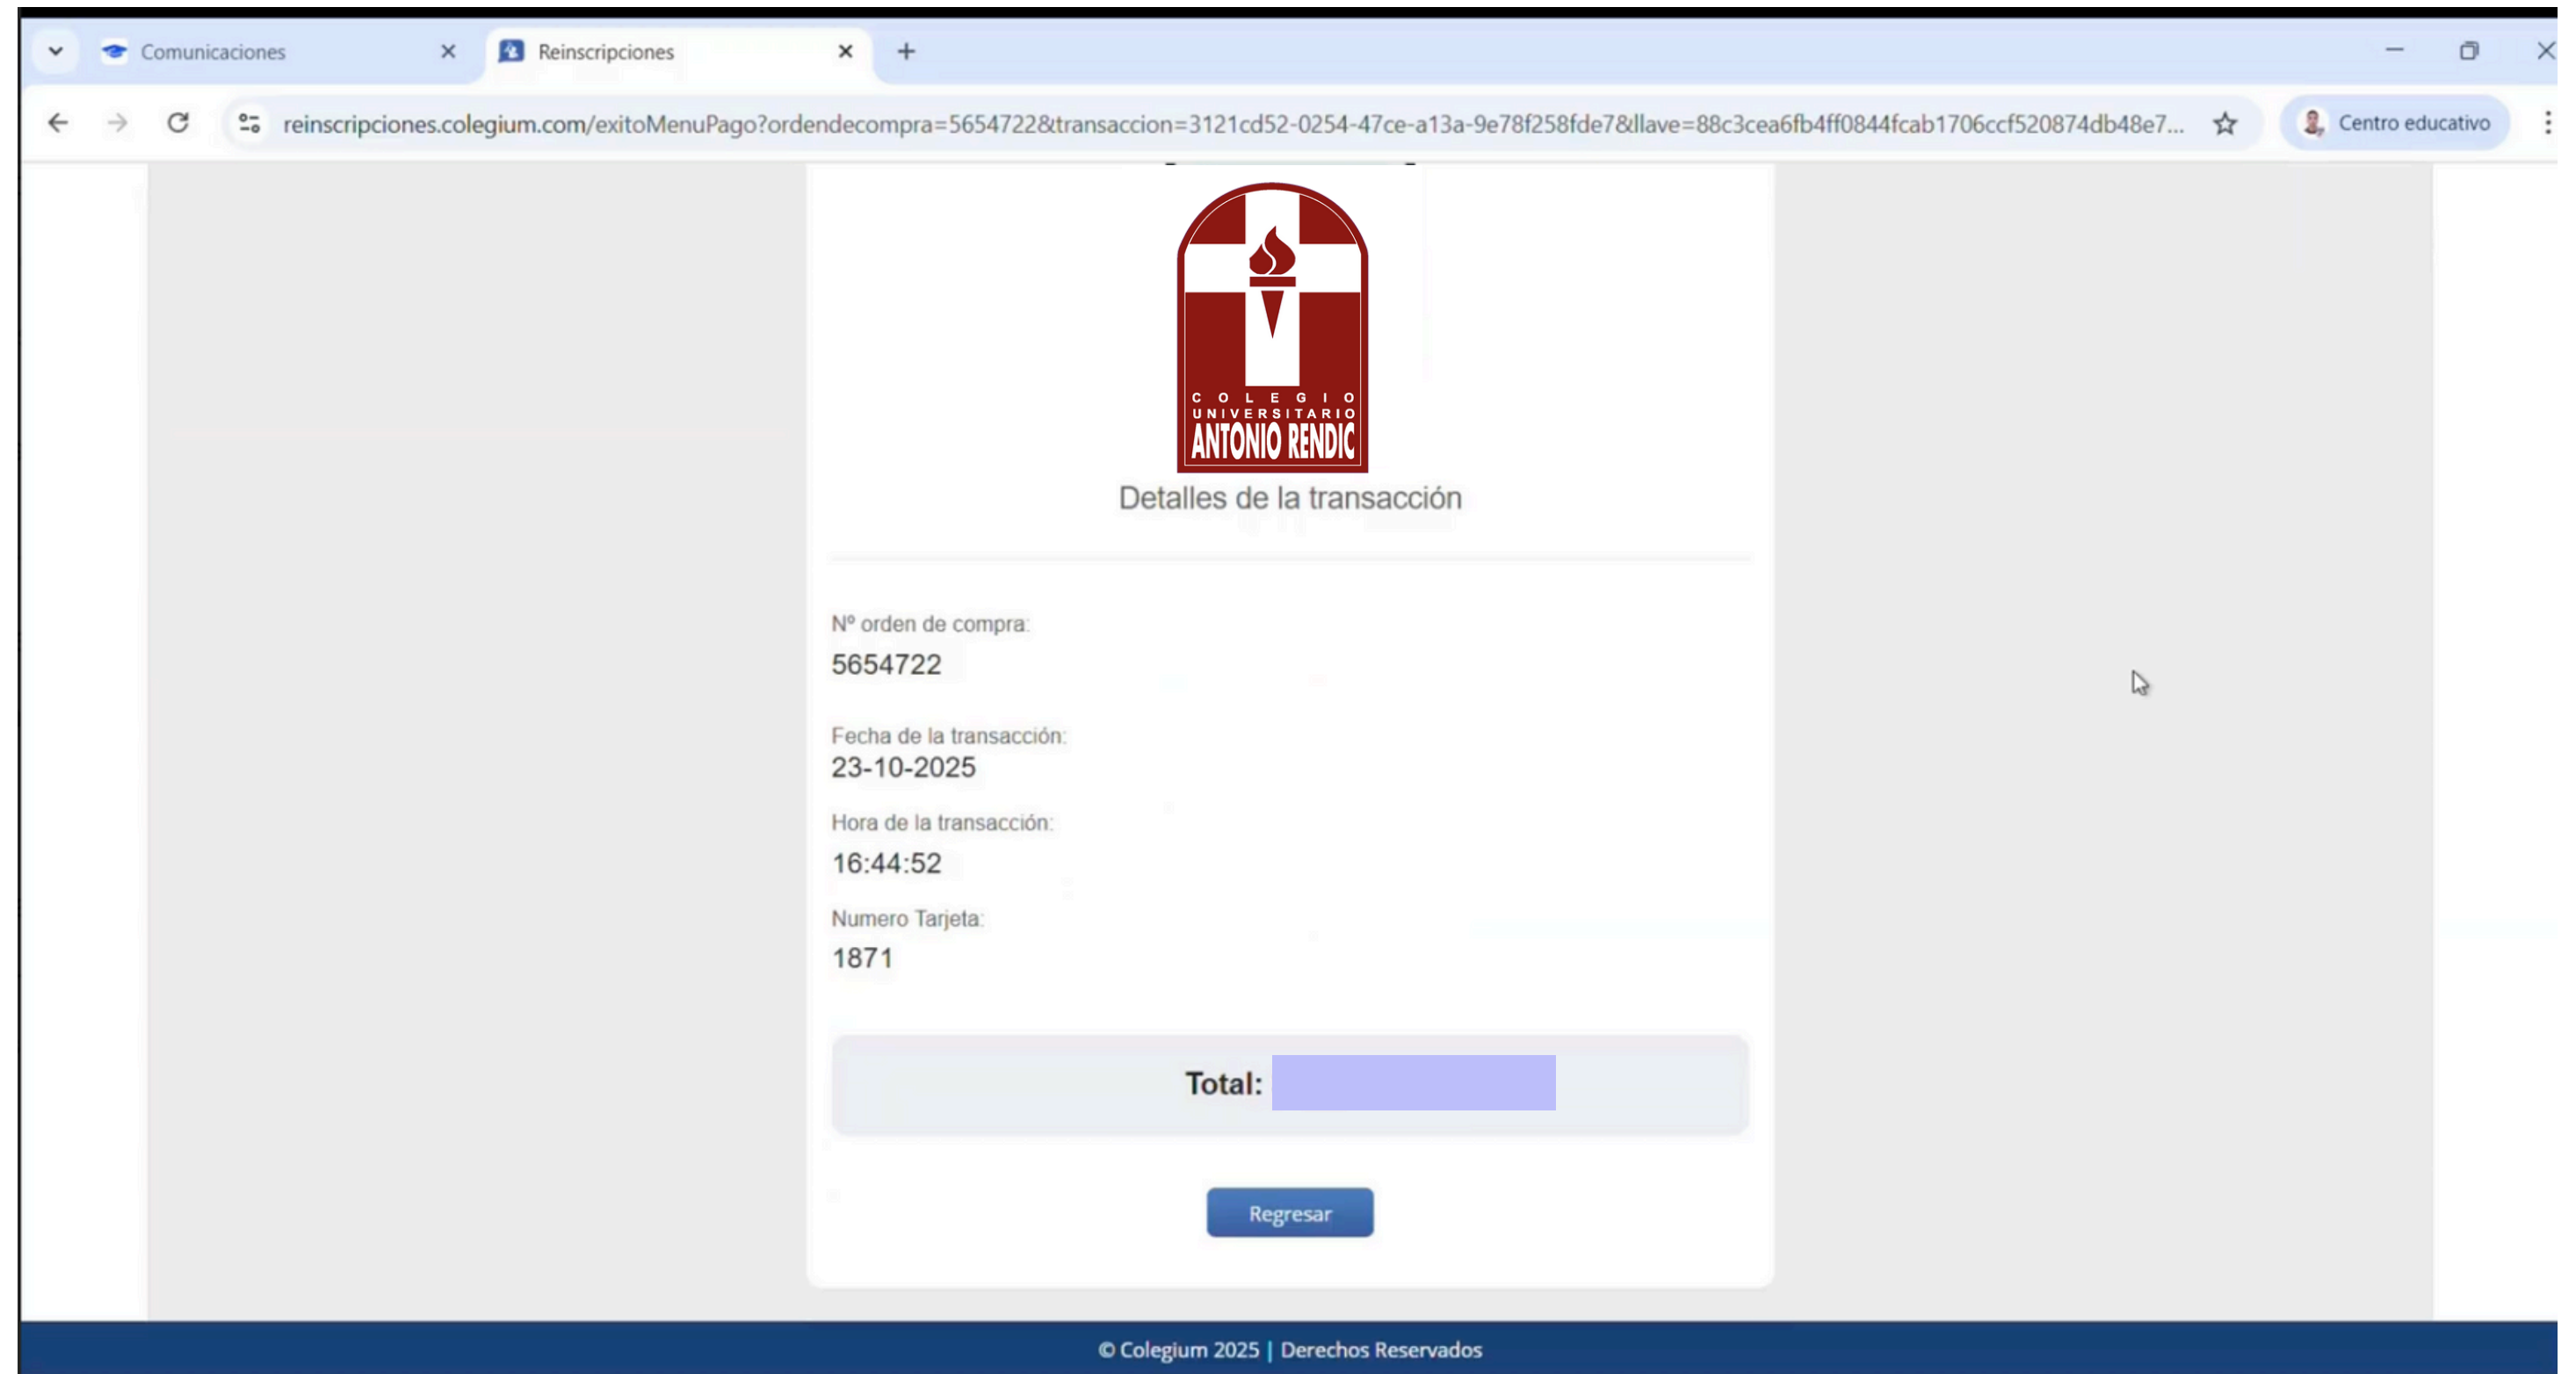 Comunicaciones
Reinscripciones
reinscripciones.colegium.com/exitoMenuPago?ordendecompra=5654722&transaccion=3121cd52-0254-47ce-a13a-9e78f258fde7&llave=88c3cea6fb4ff0844fcab1706ccf520874db48e7...
Centro educativo
COLEGIO
UNIVERSITARIO
ANTONIO RENDIC
Detalles de la transacción
Nº orden de compra:
5654722
Fecha de la transacción:
23-10-2025
Hora de la transacción:
16:44:52
Numero Tarjeta:
1871
Total:
Regresar
© Colegium 2025 | Derechos Reservados